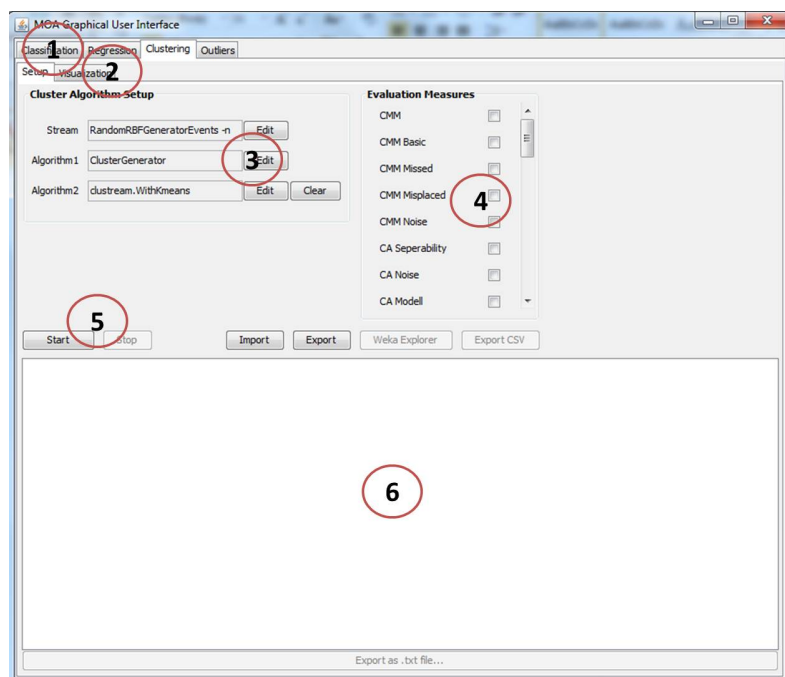 MOA Graphical User Interface
Classification Regression Clustering Outliers
1
Setup Visualization
2
Cluster Algorithm Setup
Evaluation Measures
Stream RandomRBFGeneratorEvents -n Edit
Algorithm1 ClusterGenerator Edit
3
Algorithm2 clustream.WithKmeans Edit Clear
CMM
CMM Basic
CMM Missed
CMM Misplaced
4
CMM Noise
CA Seperability
CA Noise
CA Modell
5
Start Stop Import Export Weka Explorer Export CSV
6
Export as .txt file...